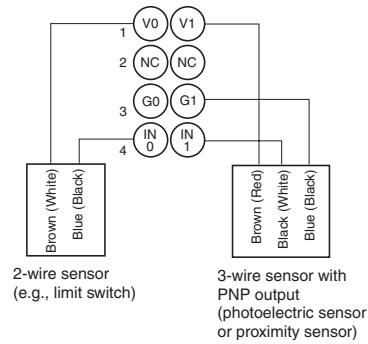 1 V0 V1
2 NC NC
3 G0 G1
4 IN 0 IN 1
Brown (White)
Blue (Black)
Brown (Red)
Black (White)
Blue (Black)
2-wire sensor
(e.g., limit switch)
3-wire sensor with
PNP output
(photoelectric sensor
or proximity sensor)